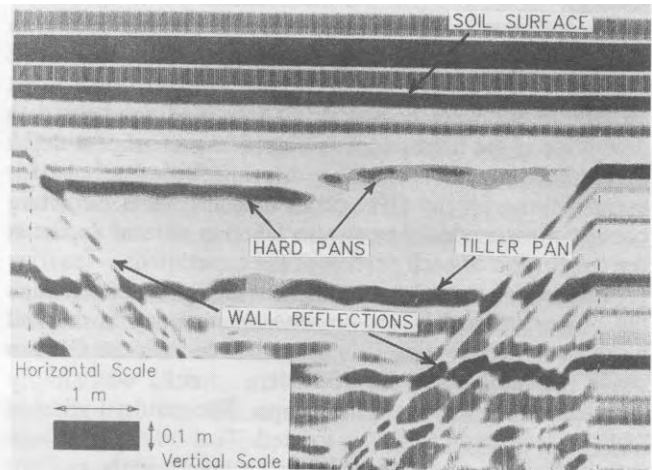 SOIL SURFACE
HARD PANS
TILLER PAN
WALL REFLECTIONS
Horizontal Scale
1 m
0.1 m
Vertical Scale